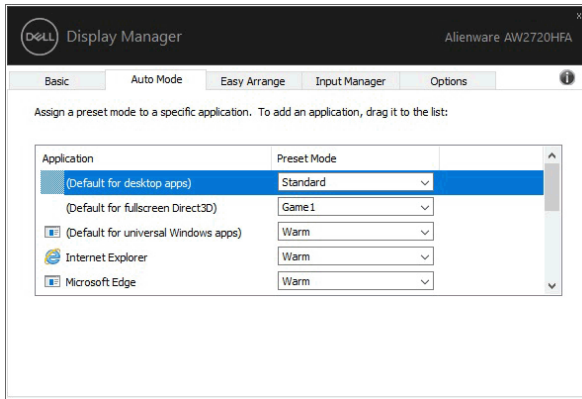 DELL Display Manager Alienware AW2720HFA
Basic Auto Mode Easy Arrange Input Manager Options
Assign a preset mode to a specific application. To add an application, drag it to the list:
Application Preset Mode
(Default for desktop apps) Standard
(Default for fullscreen Direct3D) Game1
(Default for universal Windows apps) Warm
Internet Explorer Warm
Microsoft Edge Warm